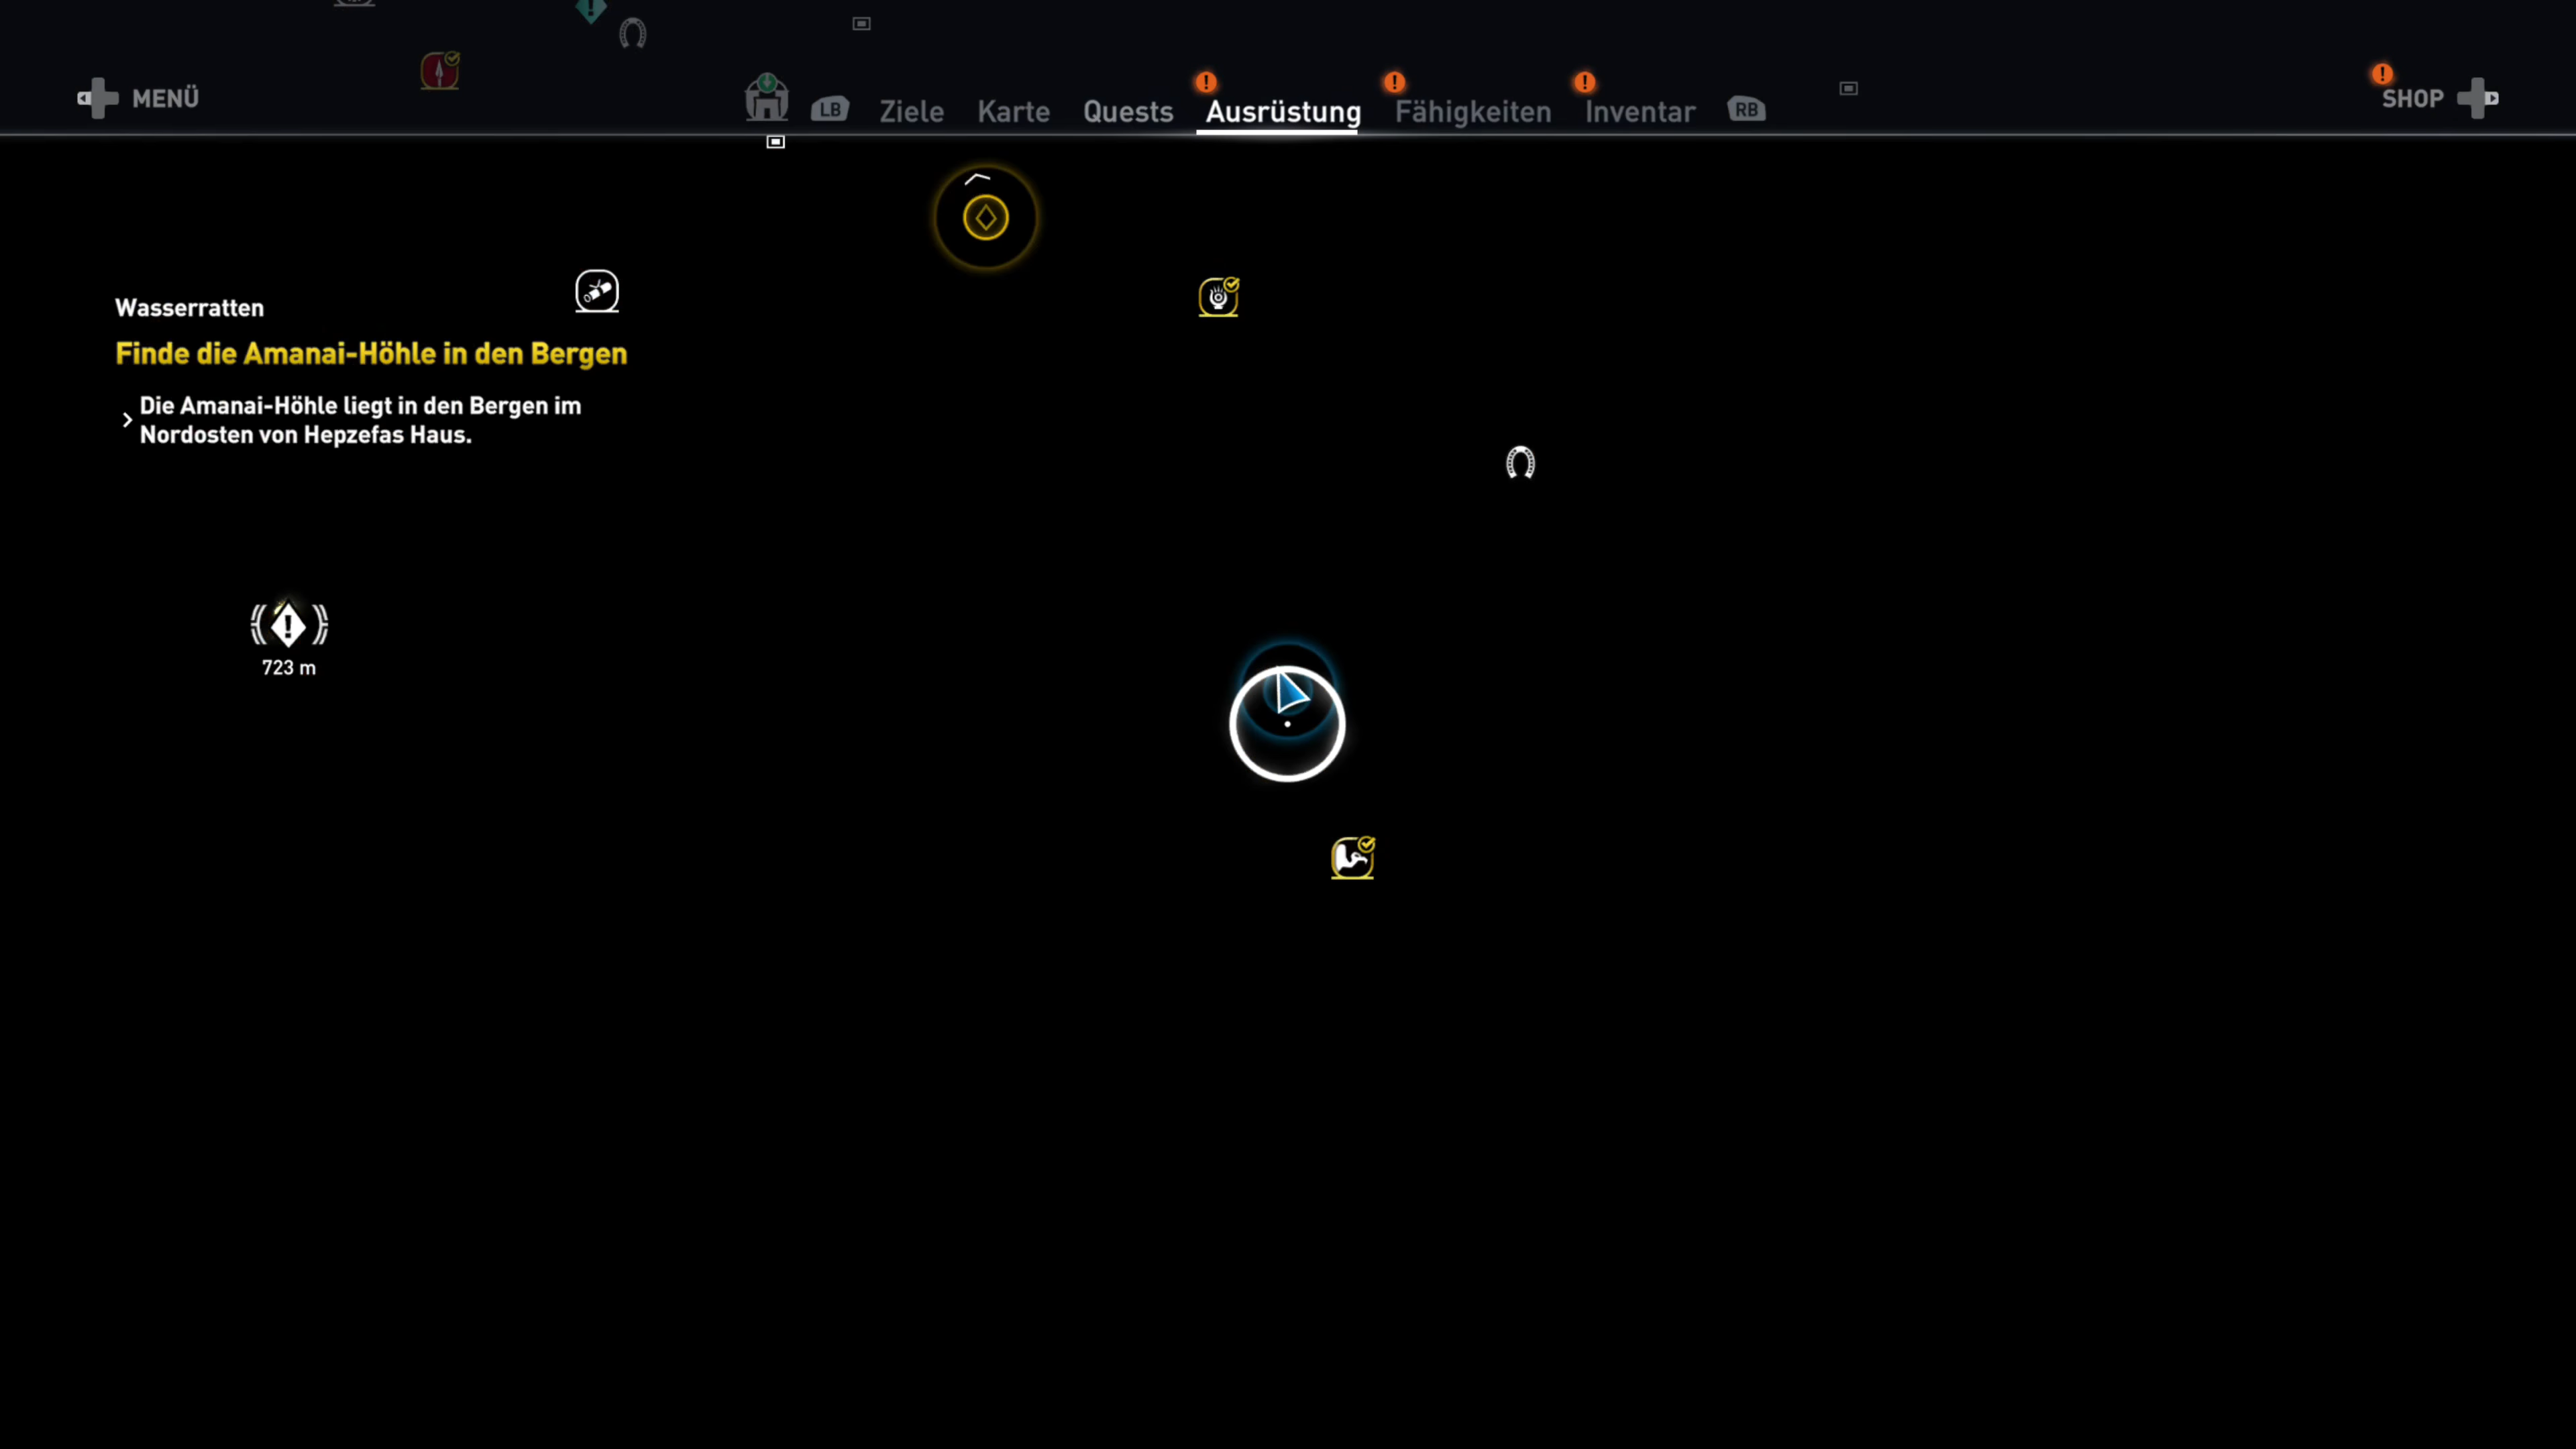 MENÜ
LB Ziele Karte Quests Ausrüstung Fähigkeiten Inventar RB
SHOP
Wasserratten
Finde die Amanai-Höhle in den Bergen
Die Amanai-Höhle liegt in den Bergen im
Nordosten von Hepzefas Haus.
723 m